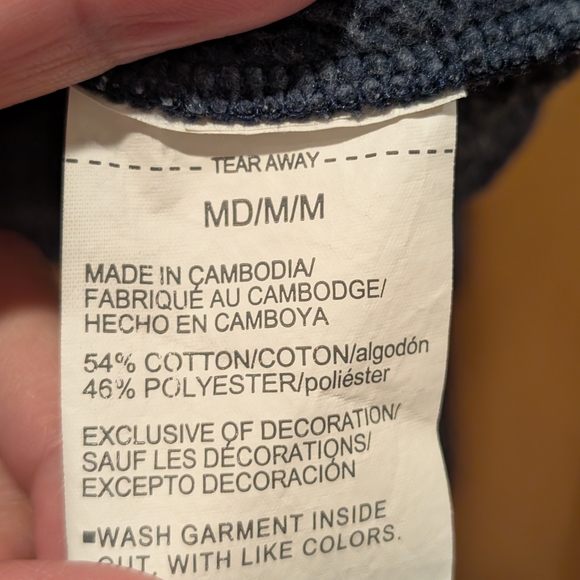 TEAR AWAY
MD/M/M
MADE IN CAMBODIA/
FABRIQUÉ AU CAMBODGE/
HECHO EN CAMBOYA
54% COTTON/COTON/algodón
46% POLYESTER/poliéster
EXCLUSIVE OF DECORATION/
SAUF LES DÉCORATIONS/
EXCEPTO DECORACIÓN
▪WASH GARMENT INSIDE
OUT, WITH LIKE COLORS.